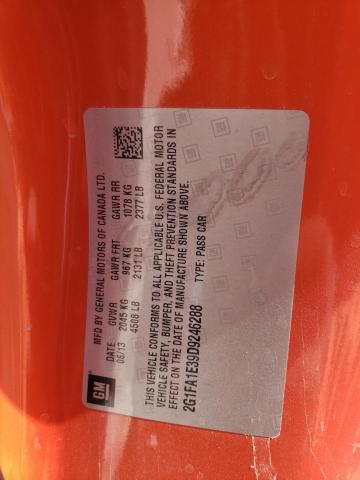 GM
MFD BY GENERAL MOTORS OF CANADA LTD.
DATE GVWR GAWR FRT GAWR RR
06/13 2045 KG 967 KG 1078 KG
4508 LB 2131 LB 2377 LB
THIS VEHICLE CONFORMS TO ALL APPLICABLE U.S. FEDERAL MOTOR
VEHICLE SAFETY, BUMPER, AND THEFT PREVENTION STANDARDS IN
EFFECT ON THE DATE OF MANUFACTURE SHOWN ABOVE.
2G1FA1E39D9246288 TYPE: PASS CAR